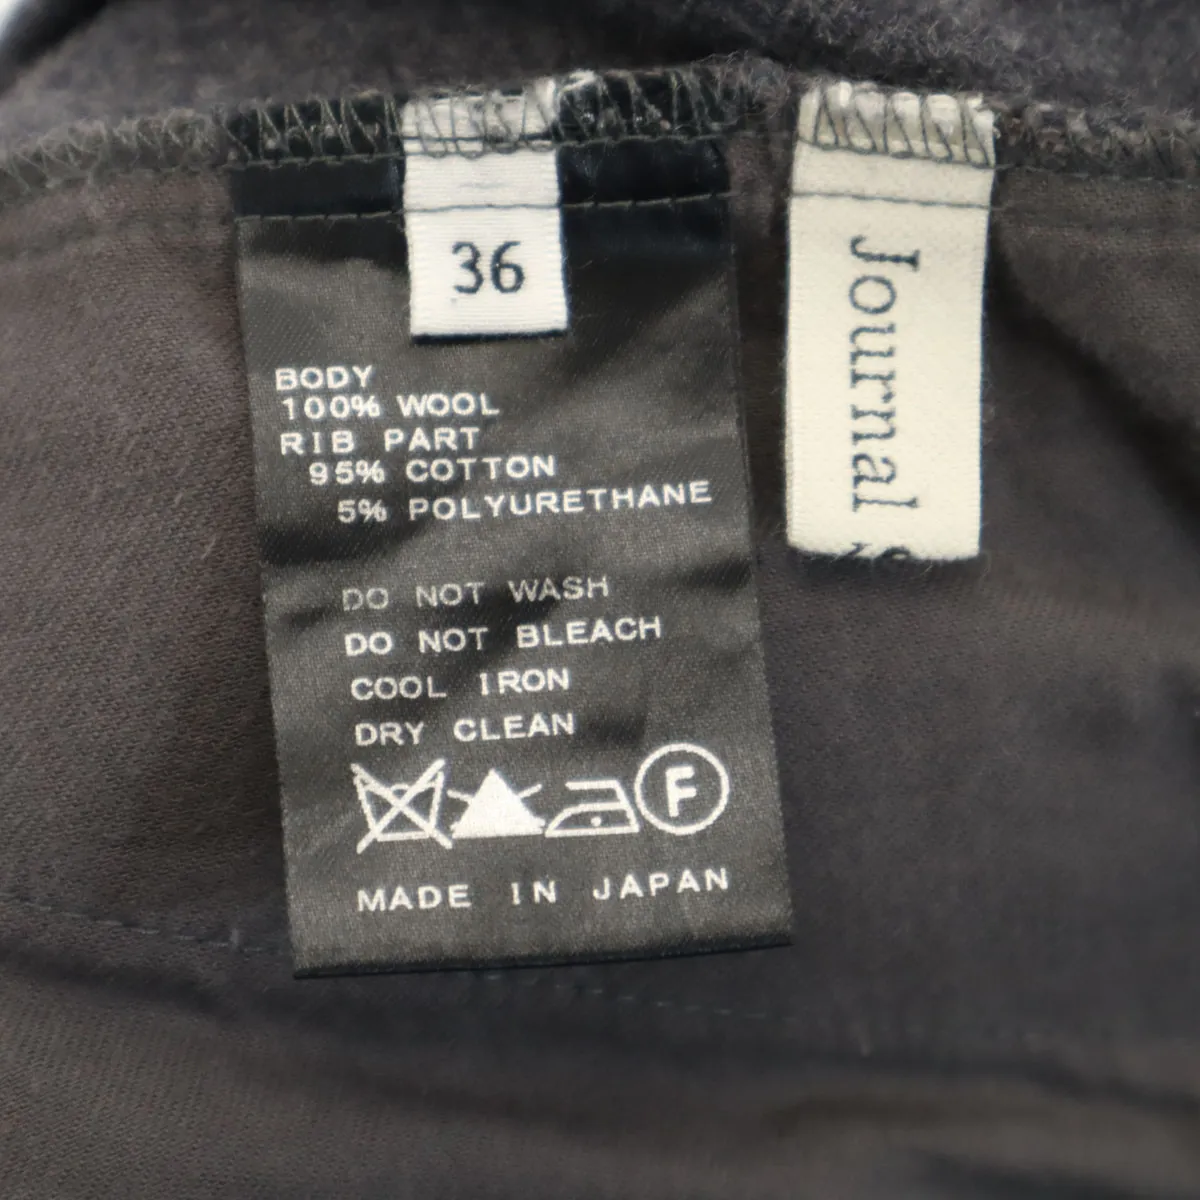 36
BODY
100% WOOL
RIB PART
95% COTTON
5% POLYURETHANE
DO NOT WASH
DO NOT BLEACH
COOL IRON
DRY CLEAN
F
MADE IN JAPAN
Journal